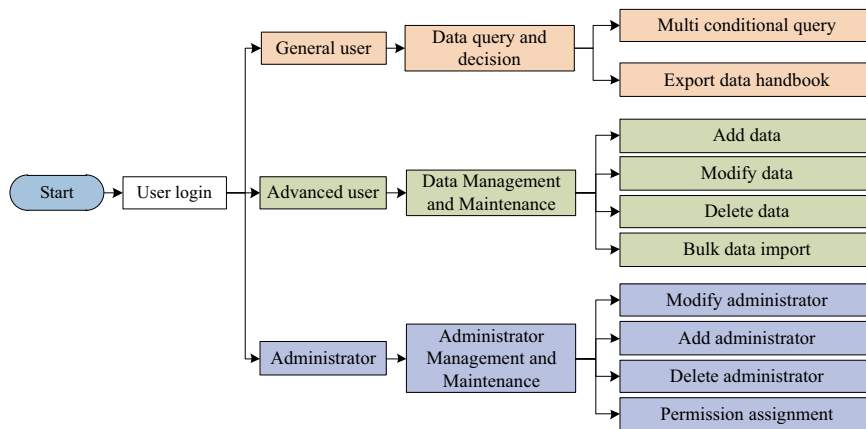 Start
User login
General user
Data query and
decision
Multi conditional query
Export data handbook
Advanced user
Data Management
and Maintenance
Add data
Modify data
Delete data
Bulk data import
Administrator
Administrator
Management and
Maintenance
Modify administrator
Add administrator
Delete administrator
Permission assignment